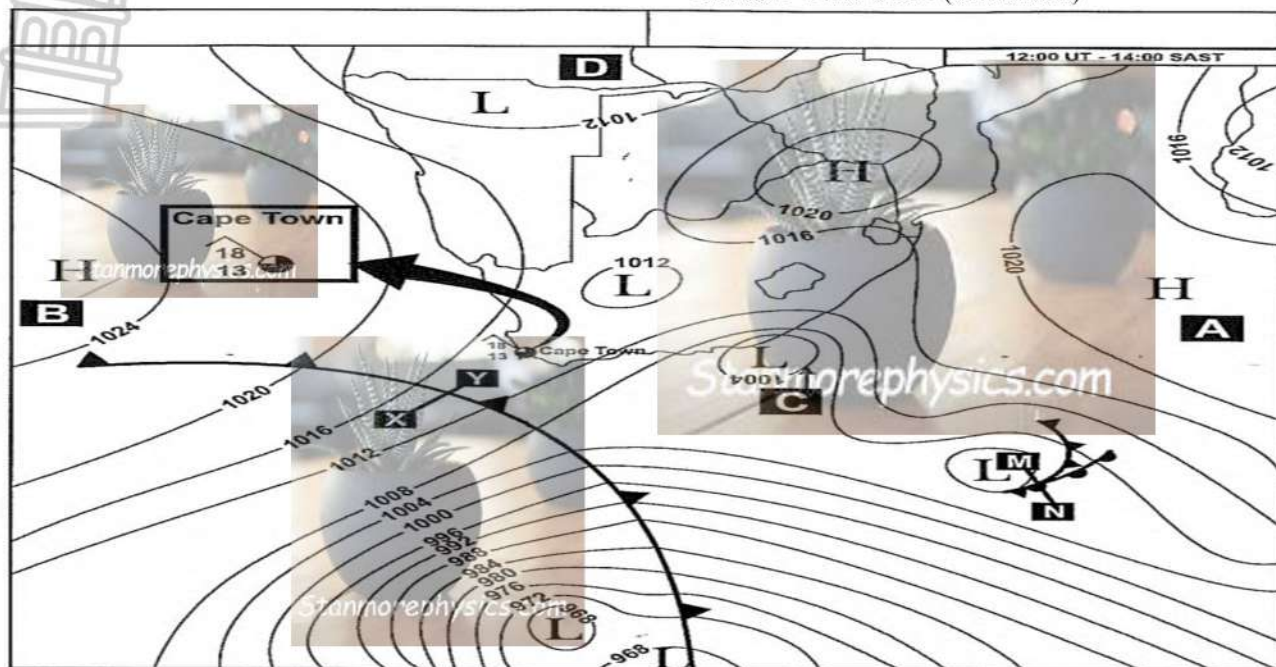 12:00 UT - 14:00 SAST
D
L
1012
1016
1012
H
1020
1016
Cape Town
18
13
H
Stanmorephysics.com
B
1024
1012
L
1020
H
A
18
13
Cape Town
L
1004
Stanmorephysics.com
C
Y
X
1020
1016
1012
L
M
N
1008
1004
1000
996
992
988
984
980
976
972
968
Stanmorephysics.com
L
968
L